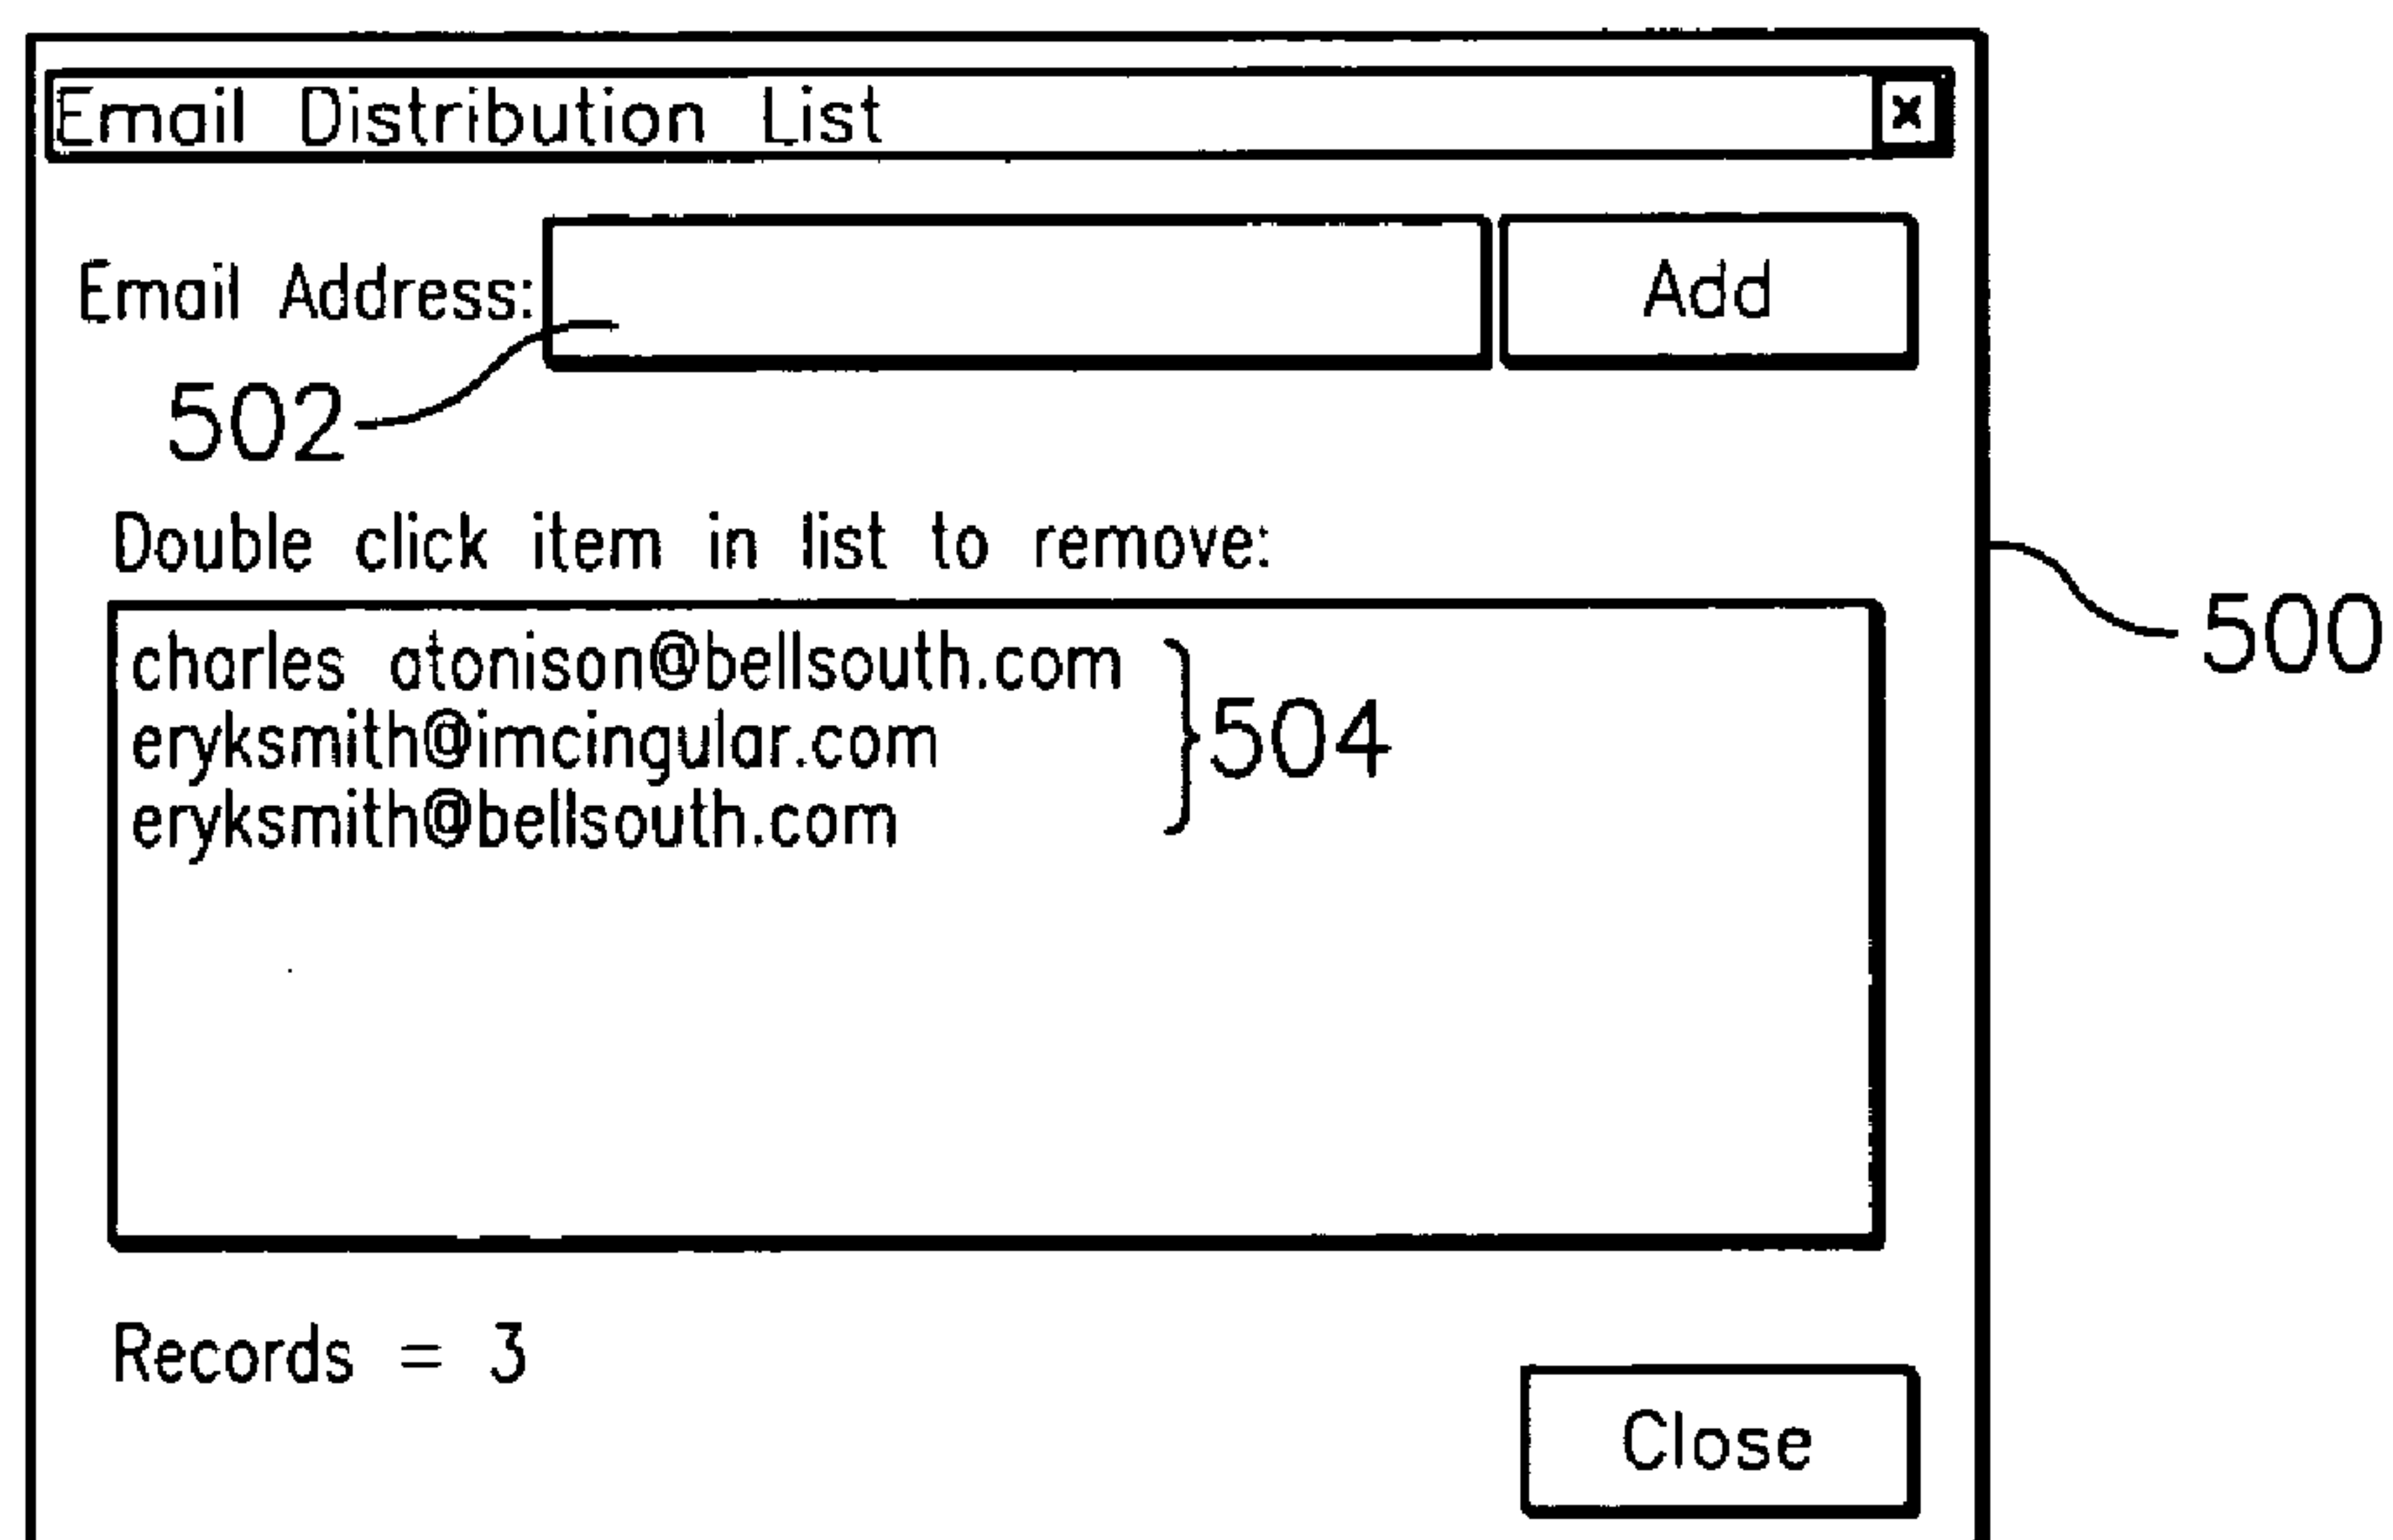 Email Distribution List x
Email Address: Add
502
Double click item in list to remove:
500
charles atonison@bellsouth.com
eryksmith@imcingular.com
504
eryksmith@bellsouth.com
Records = 3
Close